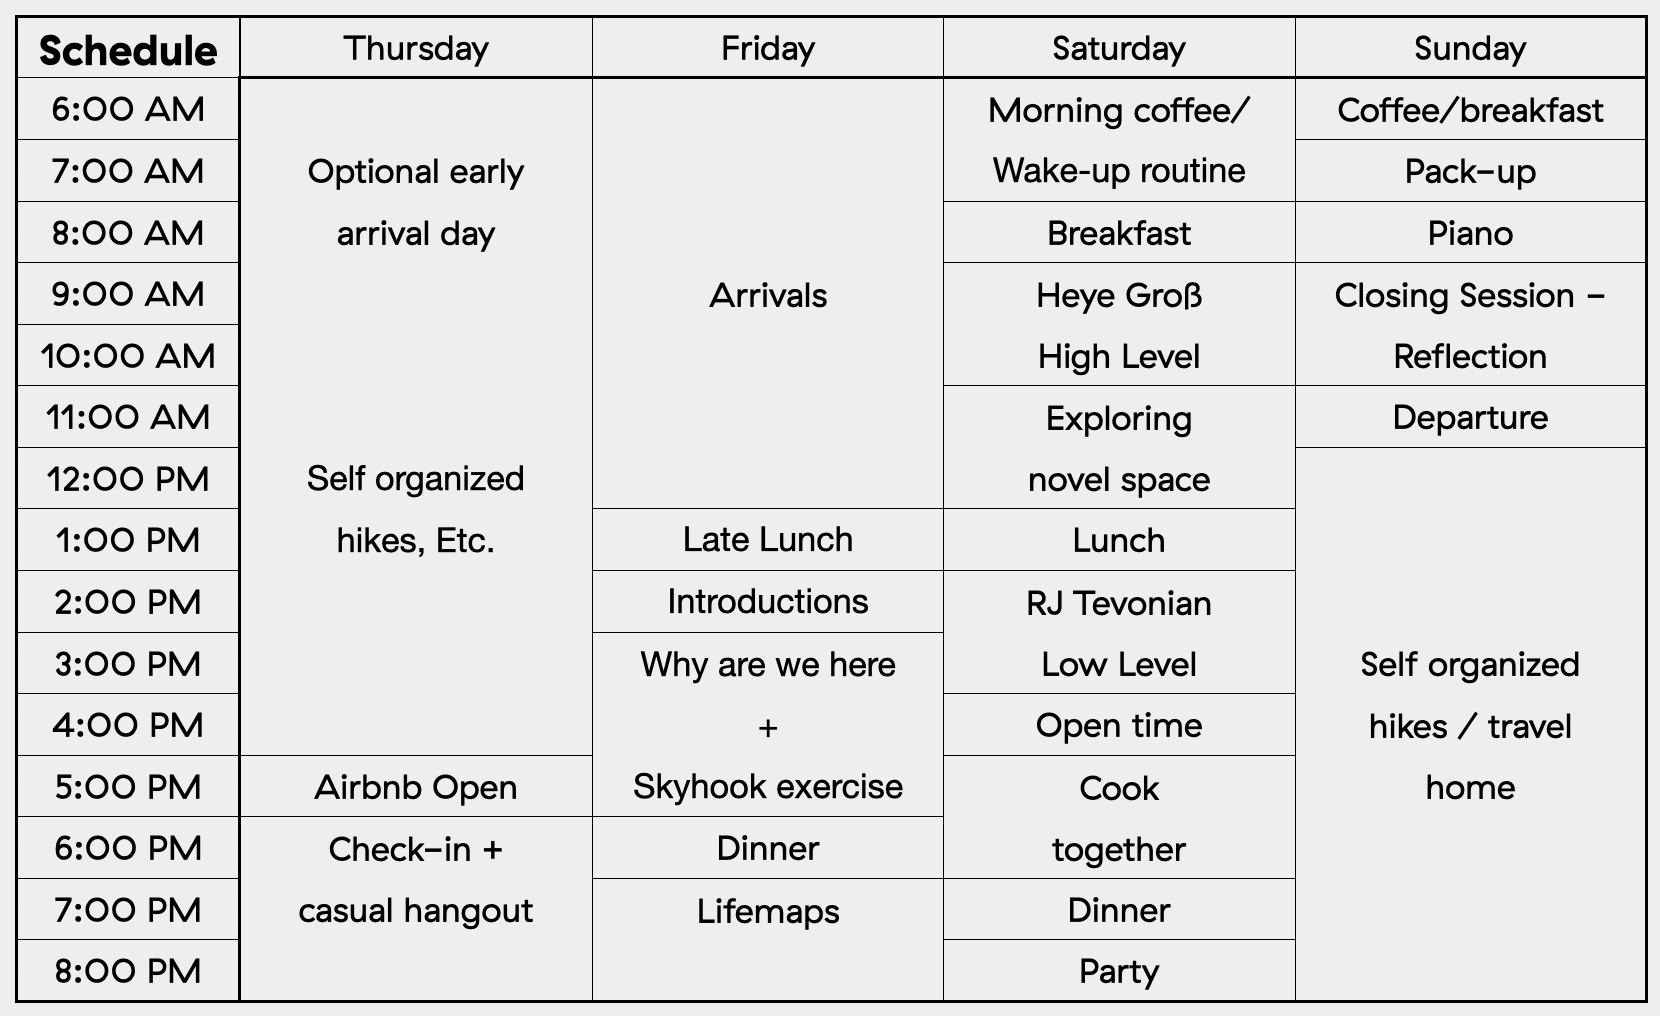 Schedule Thursday Friday Saturday Sunday
6:00 AM Morning coffee/ Coffee/breakfast
7:00 AM Optional early Wake-up routine Pack–up
8:00 AM arrival day Breakfast Piano
9:00 AM Arrivals Heye Groß Closing Session –
10:00 AM High Level Reflection
11:00 AM Exploring Departure
12:00 PM Self organized novel space
1:00 PM hikes, Etc. Late Lunch Lunch
2:00 PM Introductions RJ Tevonian
3:00 PM Why are we here Low Level Self organized
4:00 PM + Open time hikes / travel
5:00 PM Airbnb Open Skyhook exercise Cook home
6:00 PM Check–in + Dinner together
7:00 PM casual hangout Lifemaps Dinner
8:00 PM Party